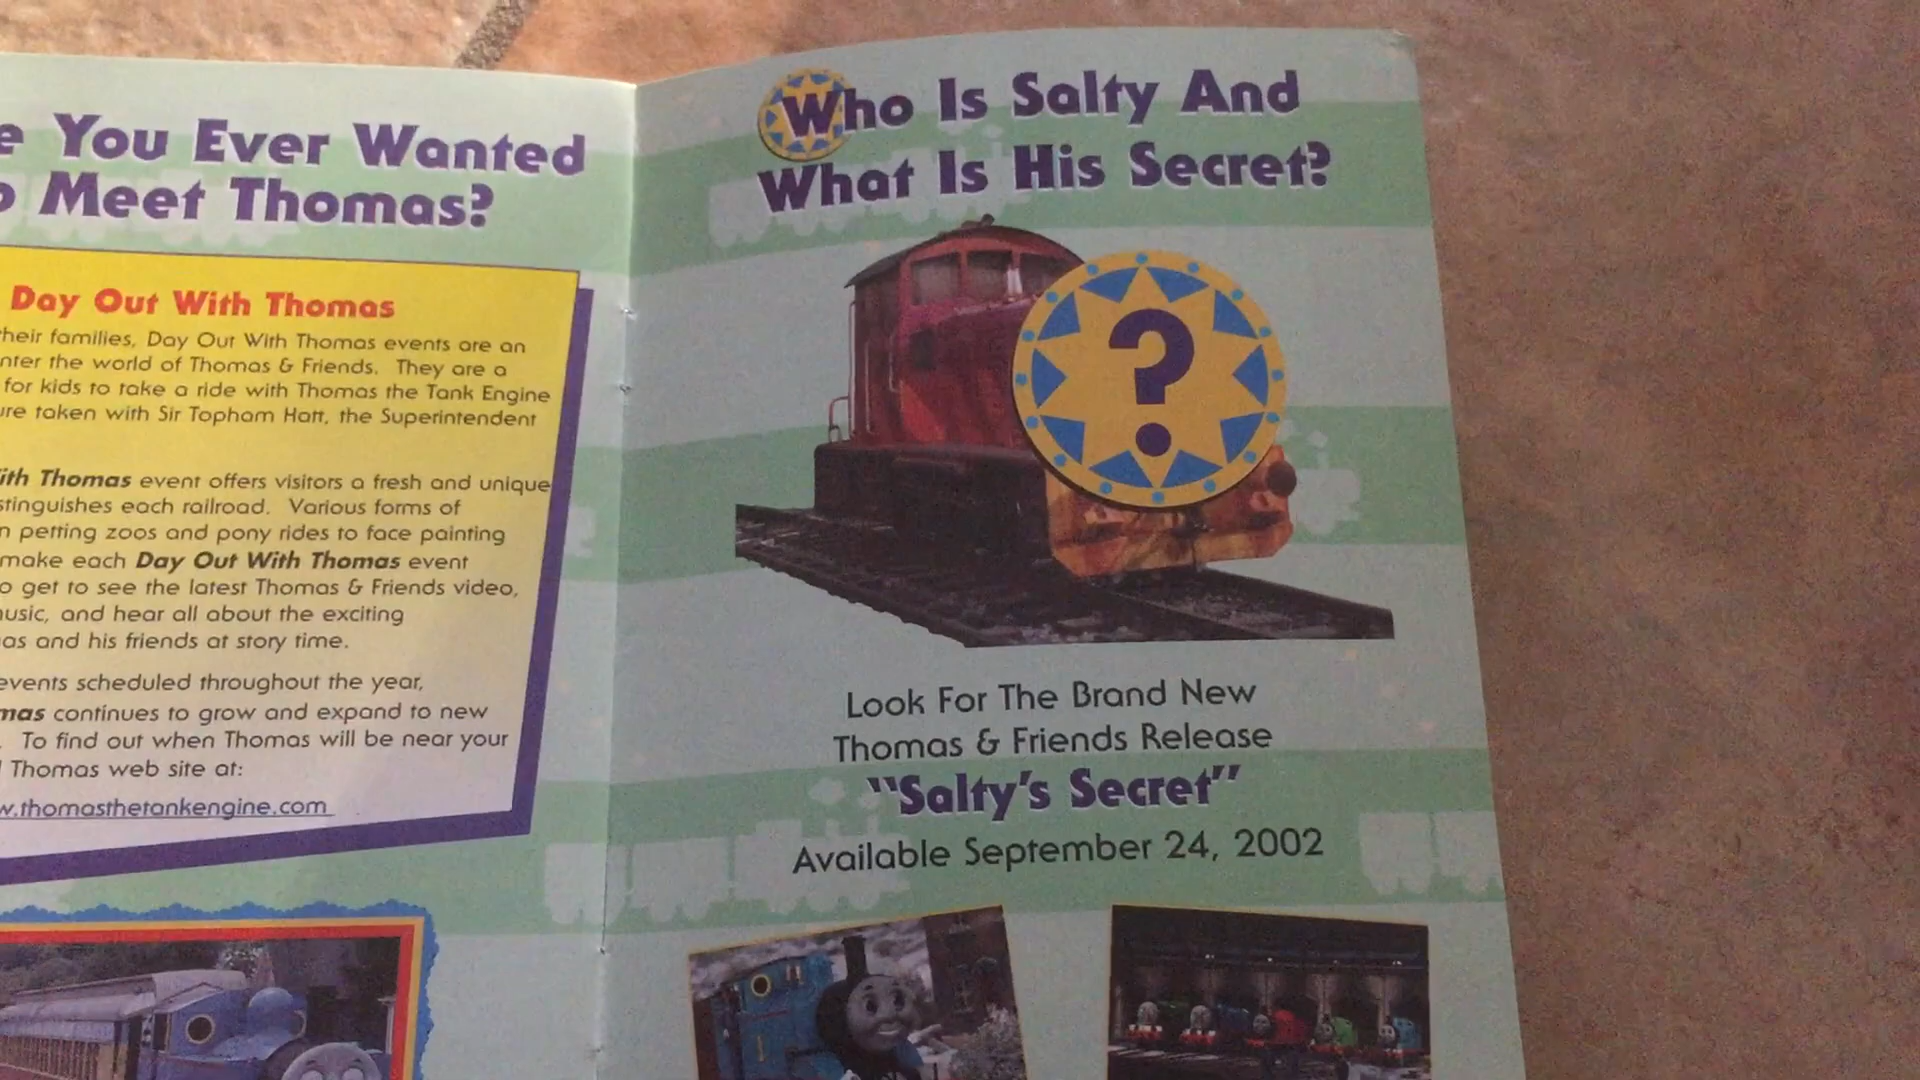 You Ever Wanted
Meet Thomas?
Day Out With Thomas
their families, Day Out With Thomas events are an
the world of Thomas & Friends. They are a
for kids to take a ride with Thomas the Tank Engine
taken with Sir Topham Hatt, the Superintendent
Thomas event offers visitors a fresh and unique
each railroad. Various forms of
petting zoos and pony rides to face painting
make each Day Out With Thomas event
get to see the latest Thomas & Friends video,
music, and hear all about the exciting
and his friends at story time.
events scheduled throughout the year,
continues to grow and expand to new
To find out when Thomas will be near your
Thomas web site at:
w.thomasthetankengine.com
Who Is Salty And
What Is His Secret?
?
Look For The Brand New
Thomas & Friends Release
"Salty's Secret"
Available September 24, 2002